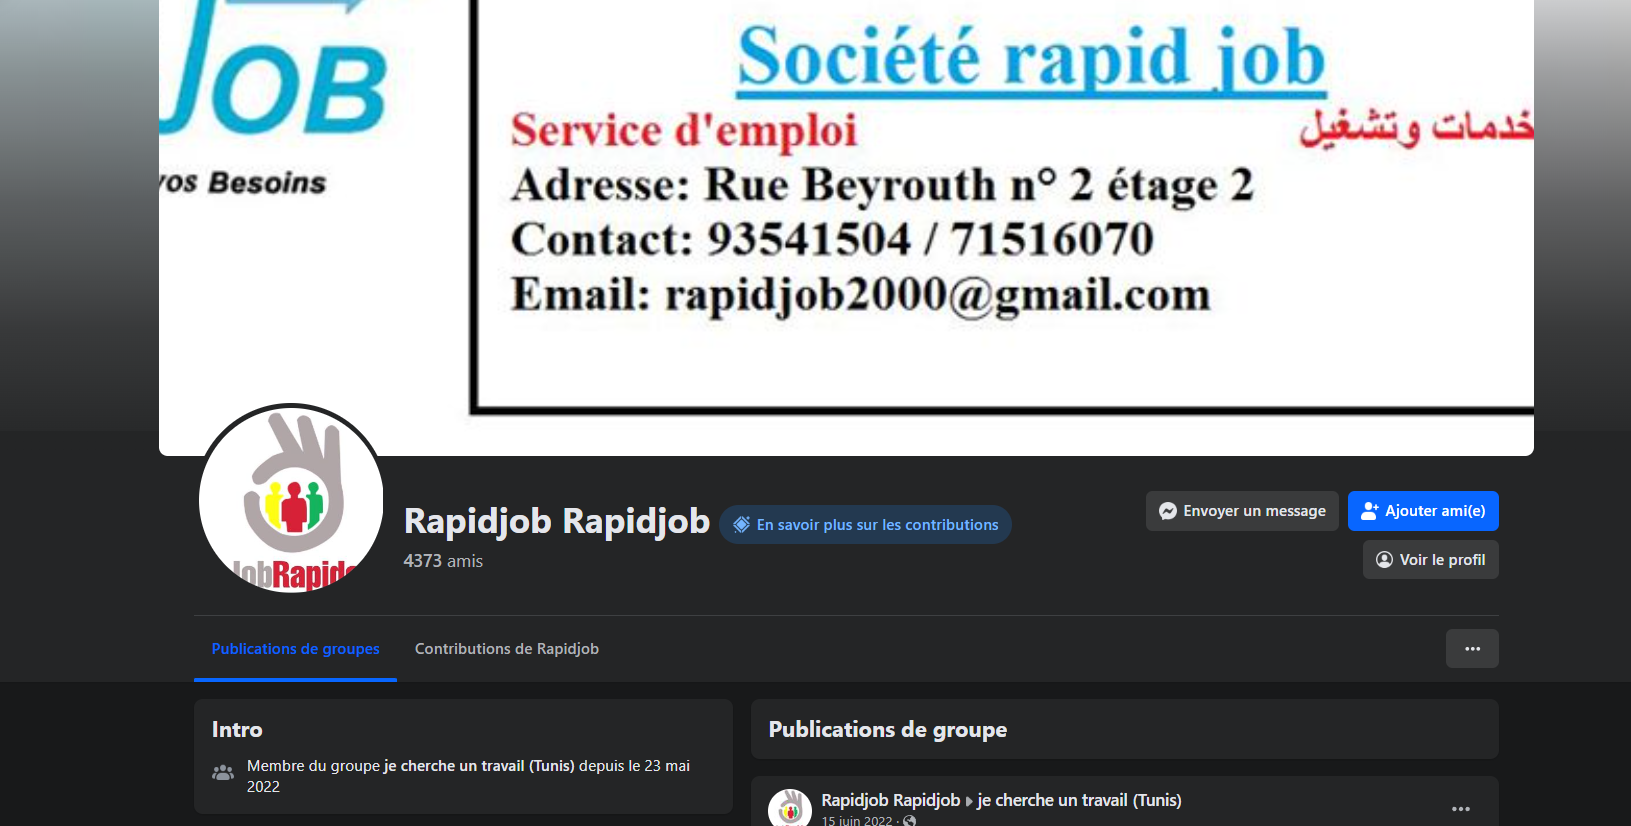 JOB
vos Besoins
Société rapid job
Service d'emploi
خدمات وتشغيل
Adresse: Rue Beyrouth n° 2 étage 2
Contact: 93541504 / 71516070
Email: rapidjob2000@gmail.com
JobRapide
Rapidjob Rapidjob
En savoir plus sur les contributions
4373 amis
Envoyer un message
Ajouter ami(e)
Voir le profil
Publications de groupes
Contributions de Rapidjob
Intro
Membre du groupe je cherche un travail (Tunis) depuis le 23 mai
2022
Publications de groupe
Rapidjob Rapidjob ▸ je cherche un travail (Tunis)
15 juin 2022 ·